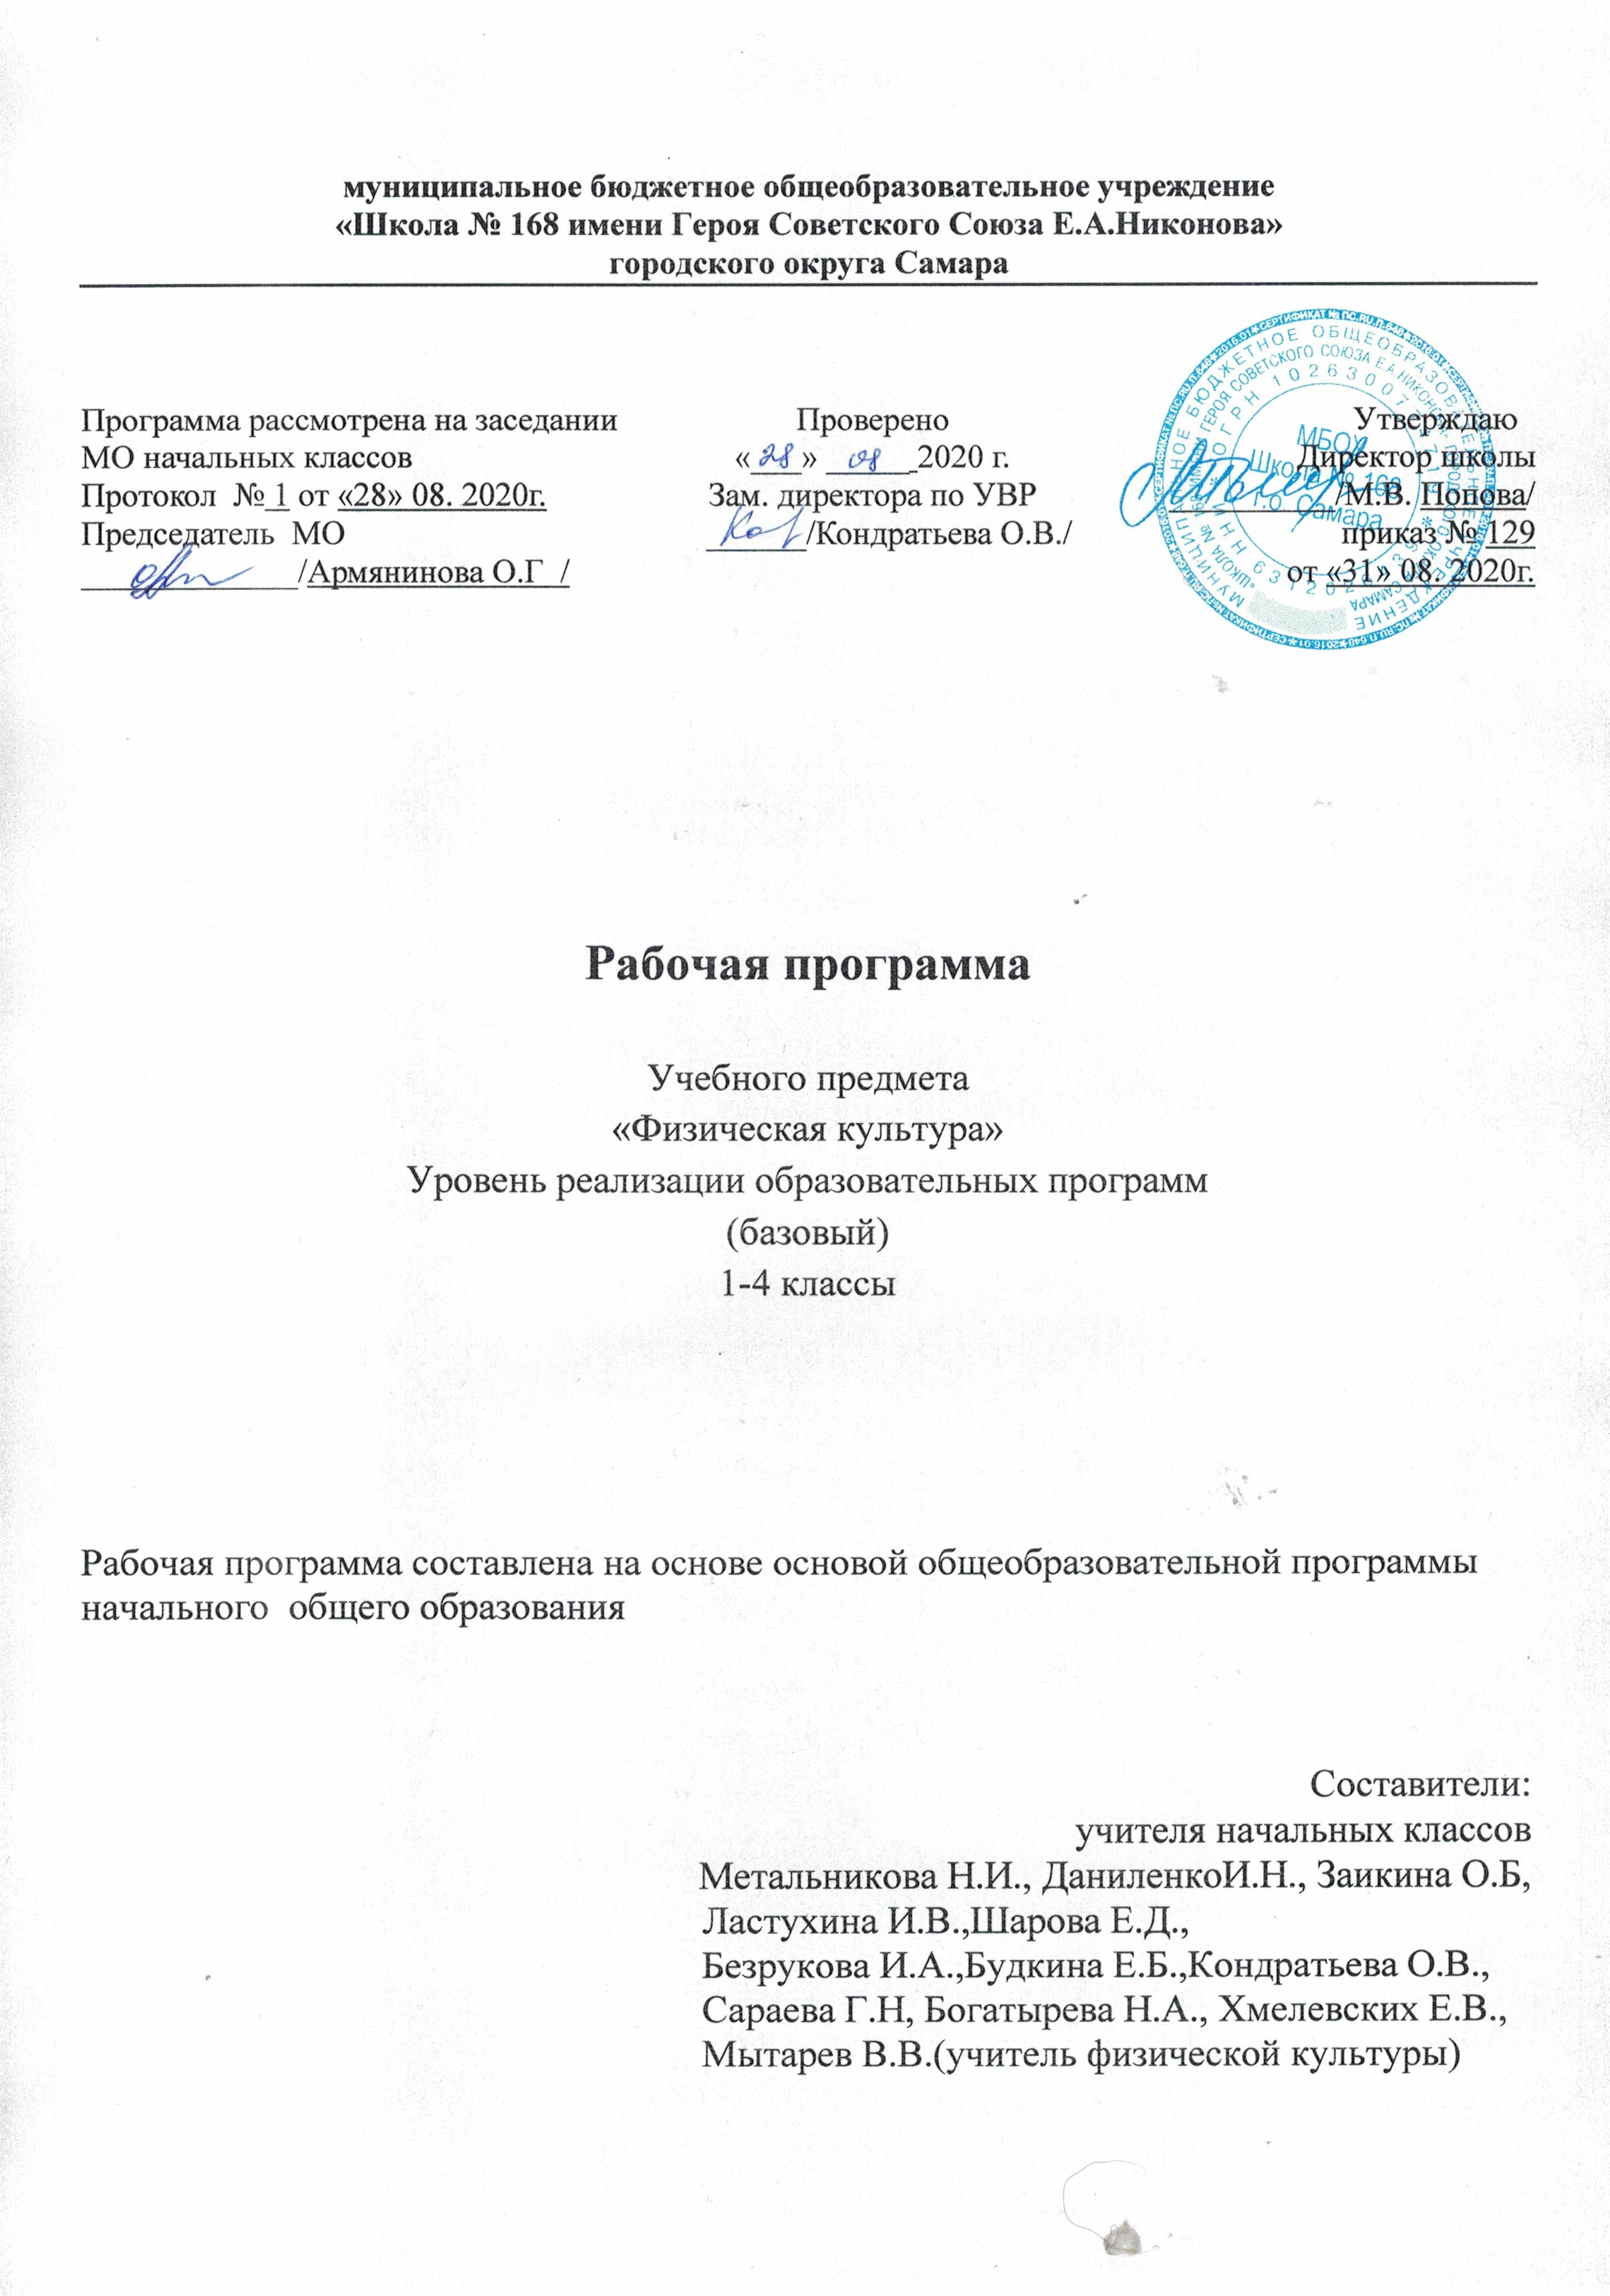 муниципальное бюджетное общеобразовательное учреждение
«Школа № 168 имени Героя Советского Союза Е.А.Никонова»
городского округа Самара
Программа рассмотрена на заседании
МО начальных классов
Протокол № 1 от «28» 08. 2020г.
Председатель МО
/Армянинова О.Г /
Проверено
«28» 08 2020 г.
Зам. директора по УВР
/Кондратьева О.В./
Утверждаю
Директор школы
/М.В. Попова/
приказ № 129
от «31» 08. 2020г.
МБОУ
Школа № 168
г.о. Самара
Рабочая программа
Учебного предмета
«Физическая культура»
Уровень реализации образовательных программ
(базовый)
1-4 классы
Рабочая программа составлена на основе основой общеобразовательной программы
начального общего образования
Составители:
учителя начальных классов
Метальникова Н.И., ДаниленкоИ.Н., Заикина О.Б,
Ластухина И.В.,Шарова Е.Д.,
Безрукова И.А.,Будкина Е.Б.,Кондратьева О.В.,
Сараева Г.Н, Богатырева Н.А., Хмелевских Е.В.,
Мытарев В.В.(учитель физической культуры)